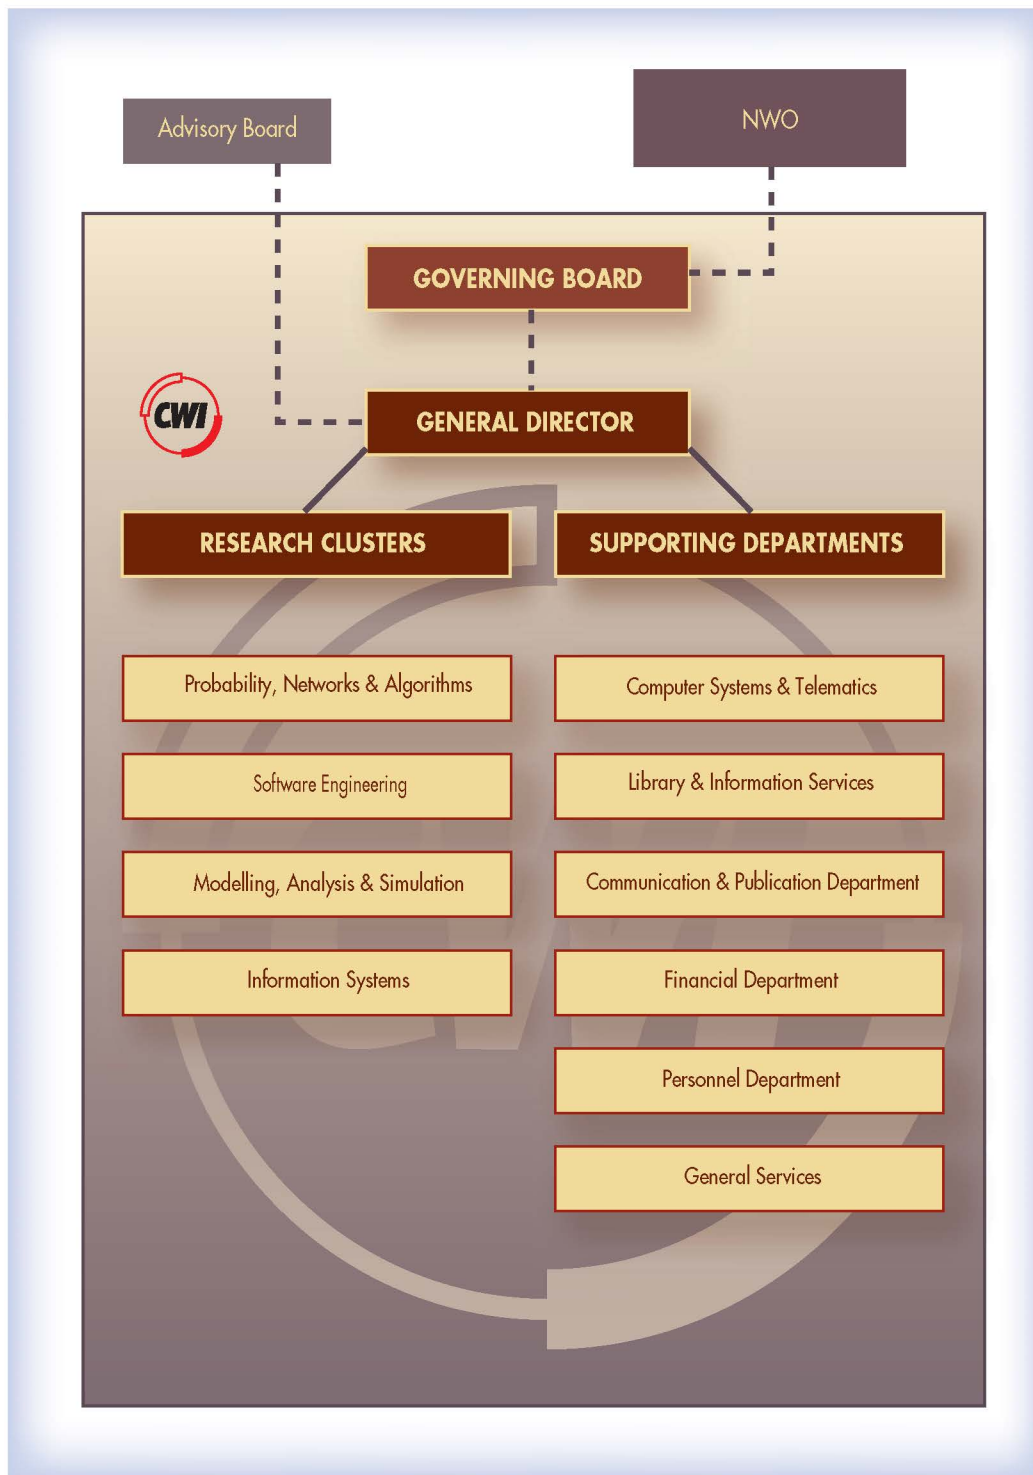 Advisory Board
NWO
GOVERNING BOARD
CWI
GENERAL DIRECTOR
RESEARCH CLUSTERS
SUPPORTING DEPARTMENTS
Probability, Networks & Algorithms
Computer Systems & Telematics
Software Engineering
Library & Information Services
Modelling, Analysis & Simulation
Communication & Publication Department
Information Systems
Financial Department
Personnel Department
General Services